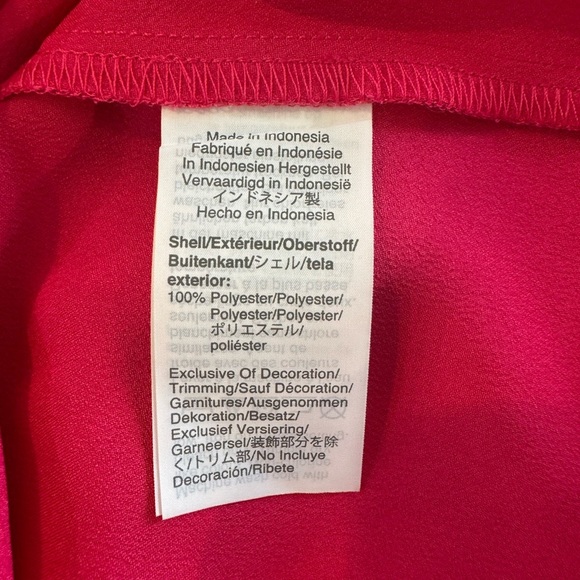 Made in Indonesia
Fabriqué en Indonésie
In Indonesien Hergestellt
Vervaardigd in Indonesië
インドネシア製
Hecho en Indonesia
Shell/Extérieur/Oberstoff/
Buitenkant/シェル/tela
exterior:
100% Polyester/Polyester/
Polyester/Polyester/
ポリエステル/
poliéster
Exclusive Of Decoration/
Trimming/Sauf Décoration/
Garnitures/Ausgenommen
Dekoration/Besatz/
Exclusief Versiering/
Garneersel/装飾部分を除
く/トリム部/No Incluye
Decoración/Ribete